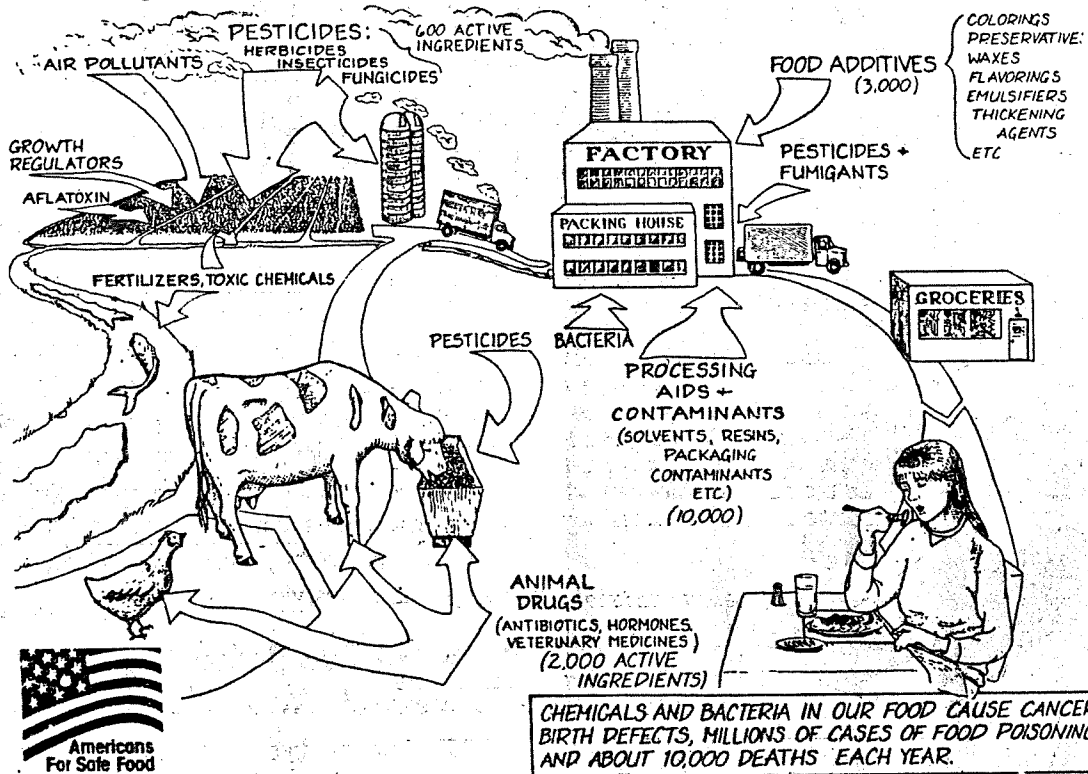 PESTICIDES:
HERBICIDES
INSECTICIDES
FUNGICIDES
600 ACTIVE
INGREDIENTS
AIR POLLUTANTS
GROWTH
REGULATORS
AFLATOXIN
FERTILIZERS, TOXIC CHEMICALS
FACTORY
PACKING HOUSE
FOOD ADDITIVES
(3,000)
COLORINGS
PRESERVATIVE
WAXES
FLAVORINGS
EMULSIFIERS
THICKENING
AGENTS
ETC
PESTICIDES +
FUMIGANTS
GROCERIES
PESTICIDES
BACTERIA
PROCESSING
AIDS +
CONTAMINANTS
(SOLVENTS, RESINS,
PACKAGING
CONTAMINANTS
ETC)
(10,000)
ANIMAL
DRUGS
(ANTIBIOTICS, HORMONES,
VETERINARY MEDICINES)
(2,000 ACTIVE
INGREDIENTS)
Americans
For Safe Food
CHEMICALS AND BACTERIA IN OUR FOOD CAUSE CANCER
BIRTH DEFECTS, MILLIONS OF CASES OF FOOD POISONING
AND ABOUT 10,000 DEATHS EACH YEAR.